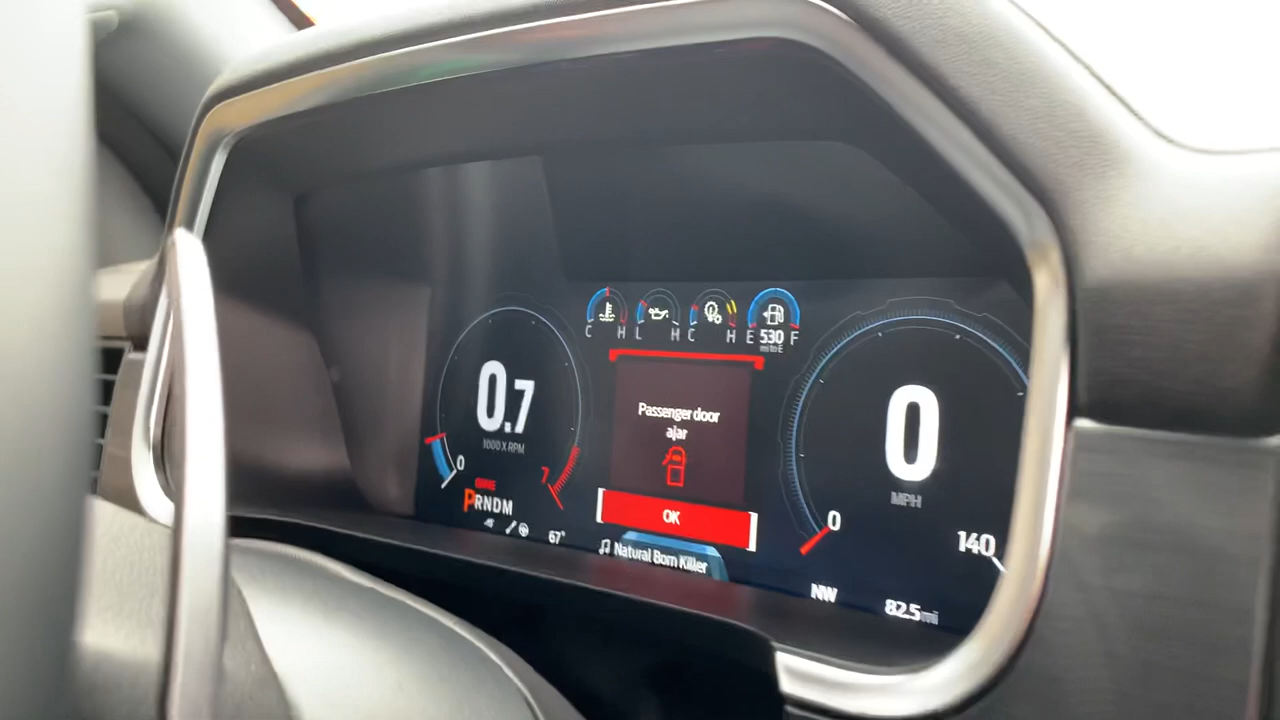 C H L H C H E F
530
mi to E
Passenger door
ajar
OK
Natural Born Killer
0.7
1000 X RPM
0
7
PRNDM
67°
0
MPH
0
140
NW
82.5 mi